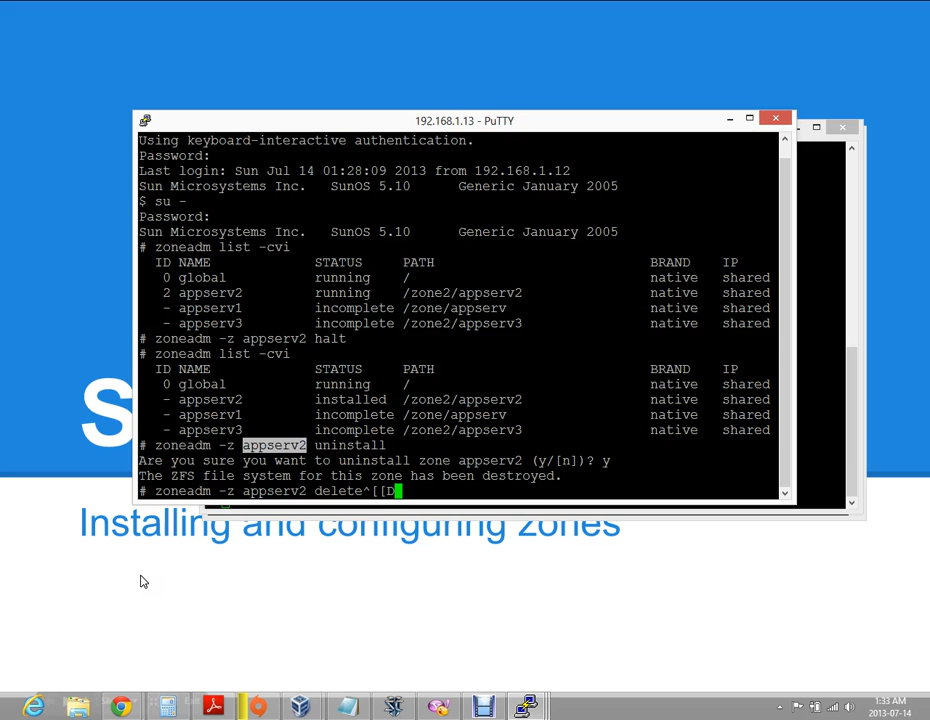 192.168.1.13 - PuTTY
Using keyboard-interactive authentication.
Password:
Last login: Sun Jul 14 01:28:09 2013 from 192.168.1.12
Sun Microsystems Inc.   SunOS 5.10      Generic January 2005
$ su -
Password:
Sun Microsystems Inc.   SunOS 5.10      Generic January 2005
# zoneadm list -cvi
  ID NAME             STATUS     PATH                           BRAND    IP
   0 global           running    /                              native   shared
   2 appserv2         running    /zone2/appserv2                native   shared
   - appserv1         incomplete /zone/appserv                  native   shared
   - appserv3         incomplete /zone2/appserv3                native   shared
# zoneadm -z appserv2 halt
# zoneadm list -cvi
  ID NAME             STATUS     PATH                           BRAND    IP
   0 global           running    /                              native   shared
   - appserv2         installed  /zone2/appserv2                native   shared
   - appserv1         incomplete /zone/appserv                  native   shared
   - appserv3         incomplete /zone2/appserv3                native   shared
# zoneadm -z appserv2 uninstall
Are you sure you want to uninstall zone appserv2 (y/[n])? y
The ZFS file system for this zone has been destroyed.
# zoneadm -z appserv2 delete^[[D
S
Installing and configuring zones
1:33 AM
2013-07-14